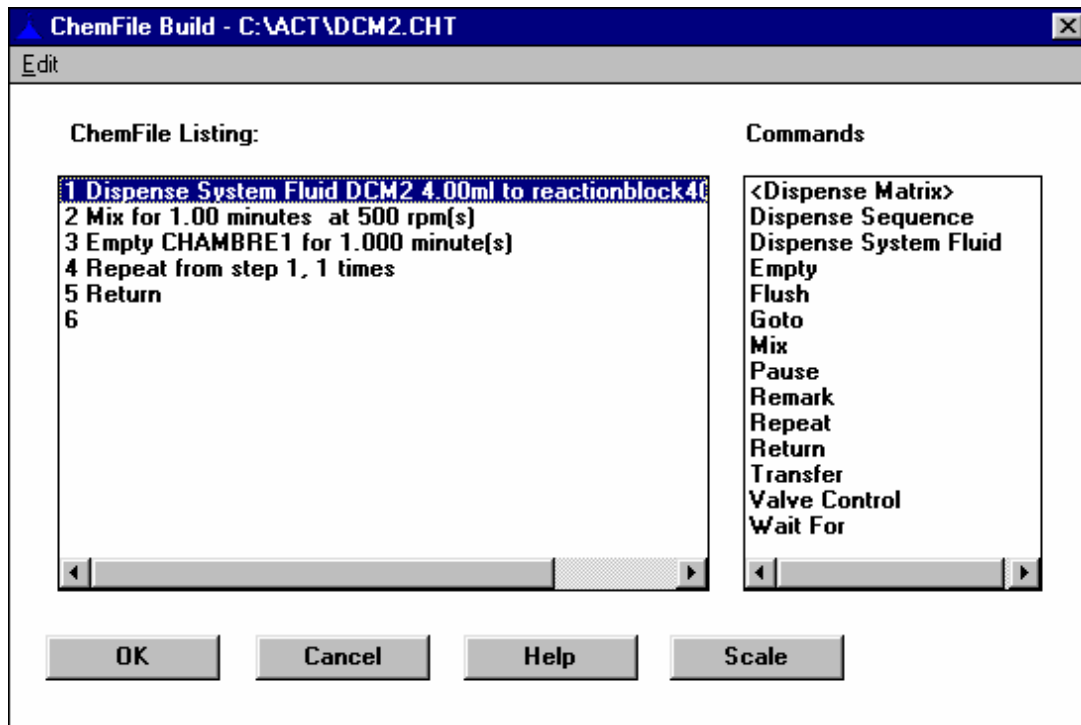 ChemFile Build - C:\ACT\DCM2.CHT
Edit
ChemFile Listing:
1 Dispense System Fluid DCM2 4.00ml to reactionblock40
2 Mix for 1.00 minutes  at 500 rpm(s)
3 Empty CHAMBRE1 for 1.000 minute(s)
4 Repeat from step 1, 1 times
5 Return
6
Commands
<Dispense Matrix>
Dispense Sequence
Dispense System Fluid
Empty
Flush
Goto
Mix
Pause
Remark
Repeat
Return
Transfer
Valve Control
Wait For
OK
Cancel
Help
Scale